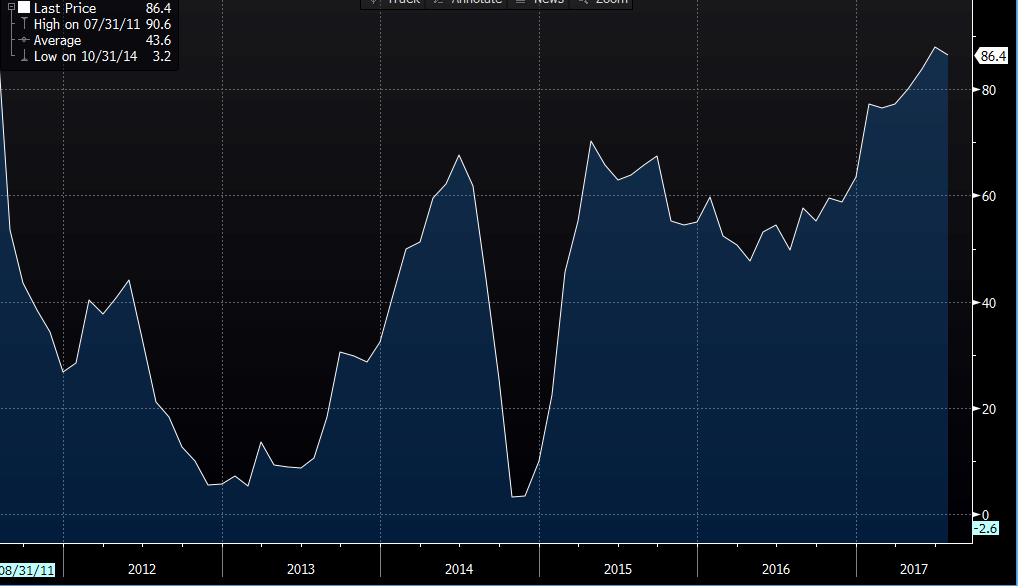 Track Annotate News Zoom
Last Price 86.4
High on 07/31/11 90.6
Average 43.6
Low on 10/31/14 3.2
86.4
80
60
40
20
0
-2.6
08/31/11 2012 2013 2014 2015 2016 2017